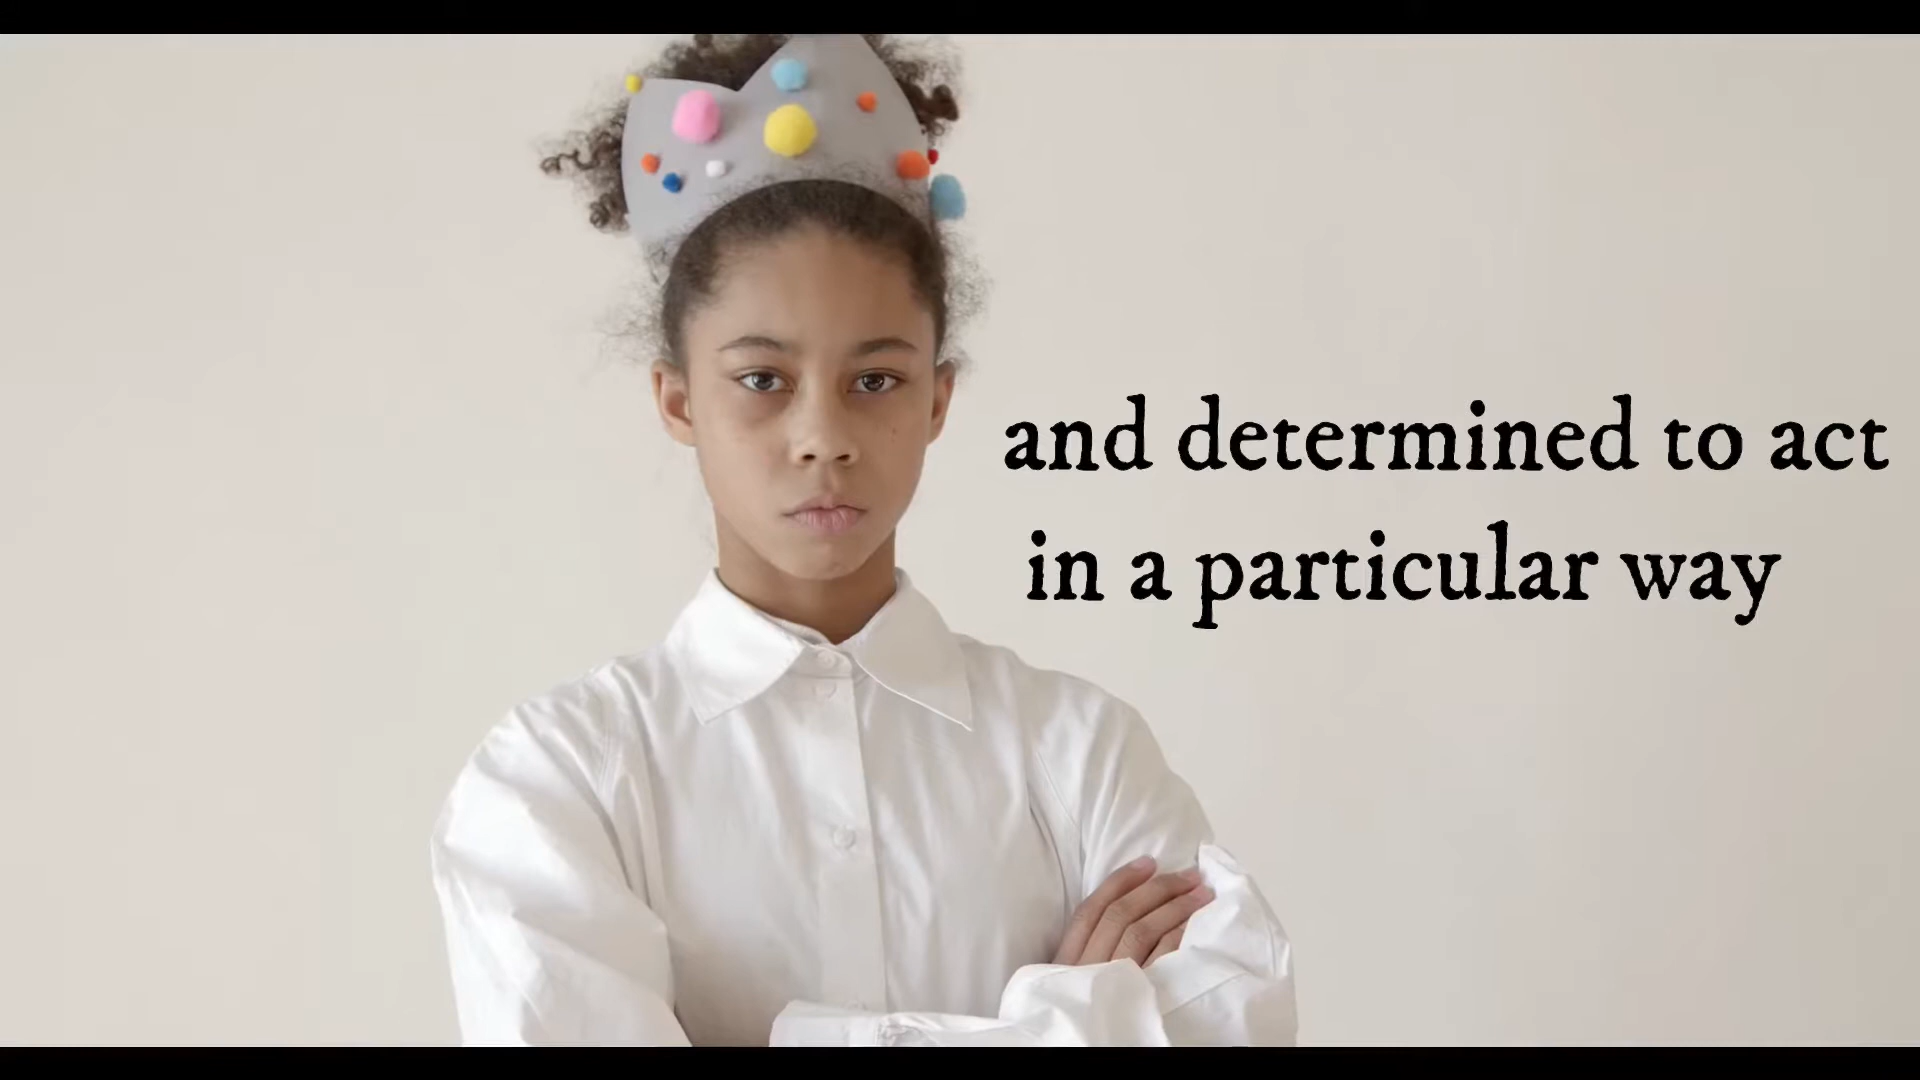 and determined to act
in a particular way